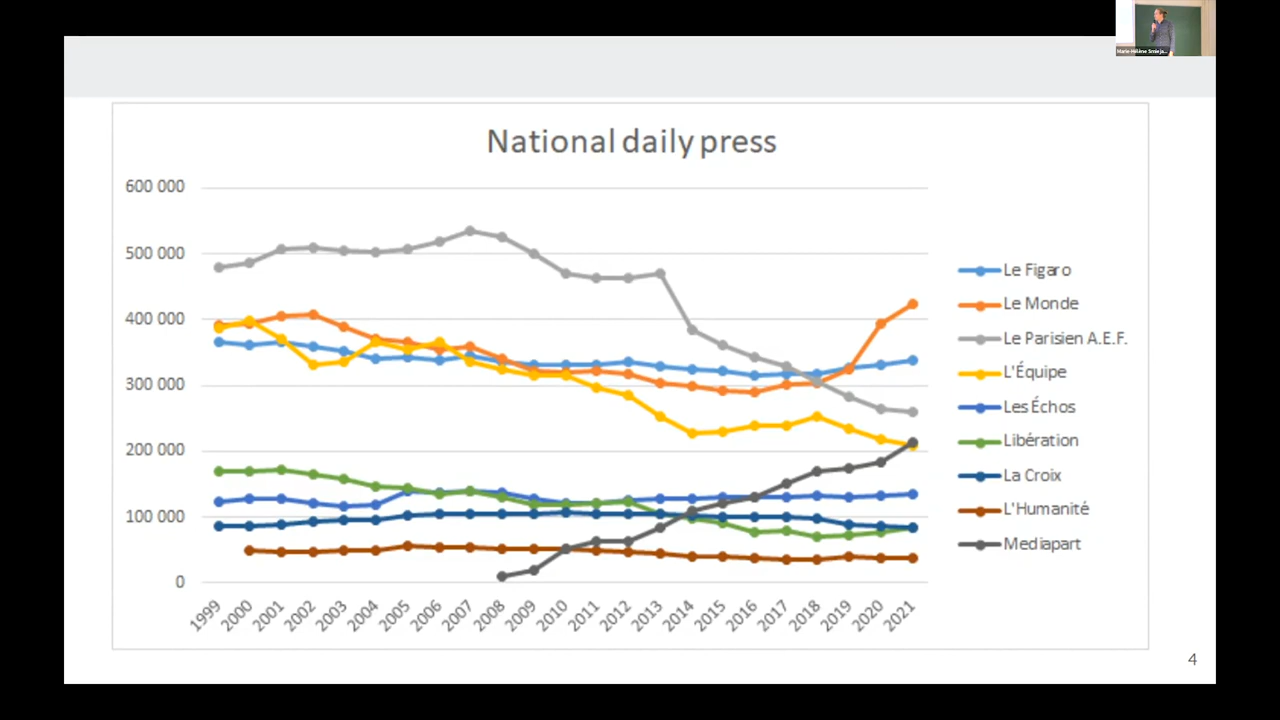 Marie-Hélène
National daily press
600 000
500 000
400 000
300 000
200 000
100 000
0
1999 2000 2001 2002 2003 2004 2005 2006 2007 2008 2009 2010 2011 2012 2013 2014 2015 2016 2017 2018 2019 2020 2021
Le Figaro
Le Monde
Le Parisien A.E.F.
L'Équipe
Les Échos
Libération
La Croix
L'Humanité
Mediapart
4